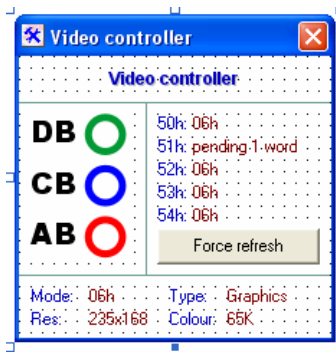 Video controller
Video controller
DB
CB
AB
50h: 06h
51h: pending 1 word
52h: 06h
53h: 06h
54h: 06h
Force refresh
Mode: 06h Type: Graphics
Res: 235x168 Colour: 65K